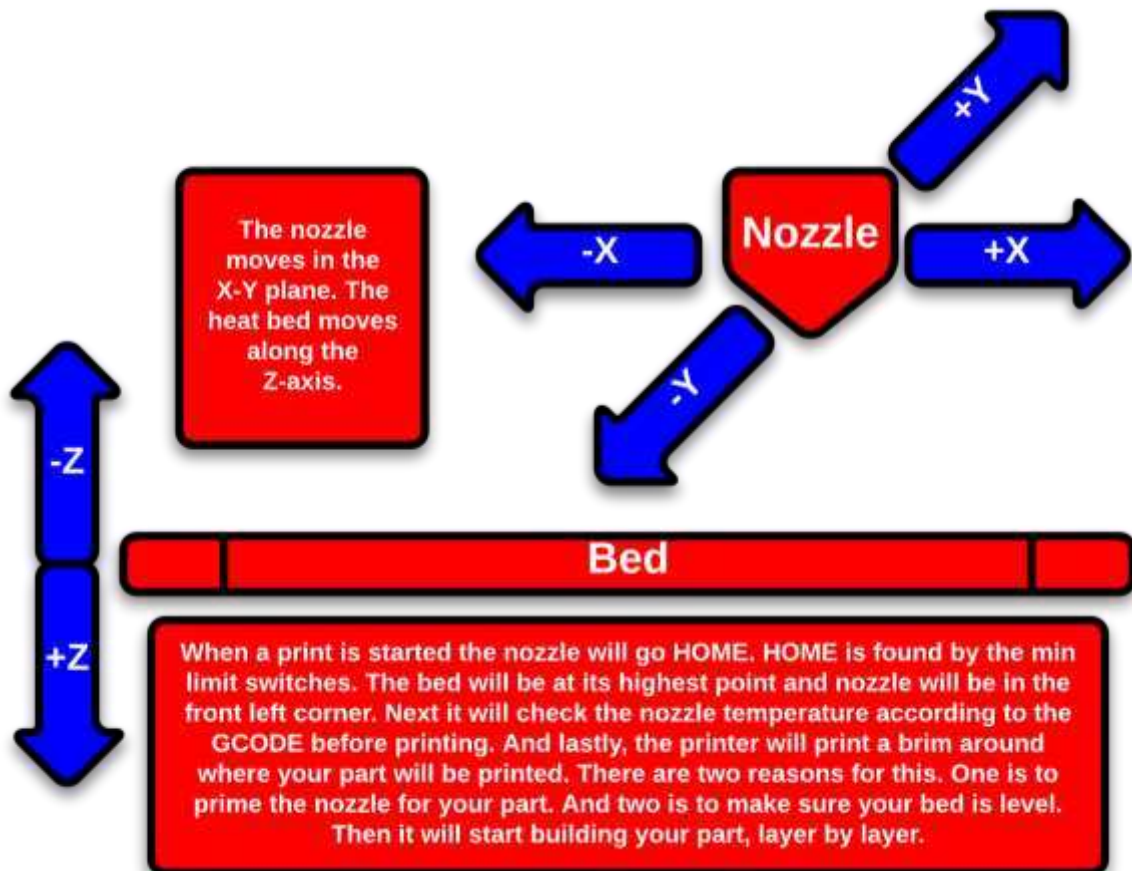 +Y
The nozzle
moves in the
X-Y plane. The
heat bed moves
along the
Z-axis.
-X
Nozzle
+X
-Y
-Z
+Z
Bed
When a print is started the nozzle will go HOME. HOME is found by the min
limit switches. The bed will be at its highest point and nozzle will be in the
front left corner. Next it will check the nozzle temperature according to the
GCODE before printing. And lastly, the printer will print a brim around
where your part will be printed. There are two reasons for this. One is to
prime the nozzle for your part. And two is to make sure your bed is level.
Then it will start building your part, layer by layer.